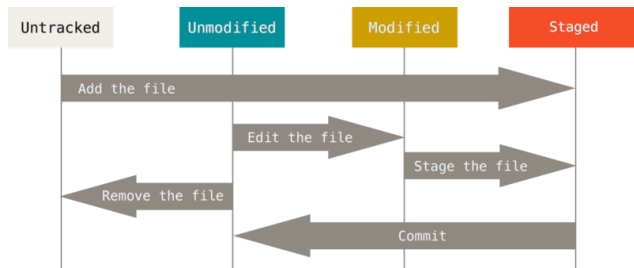 Untracked
Unmodified
Modified
Staged
Add the file
Edit the file
Stage the file
Remove the file
Commit